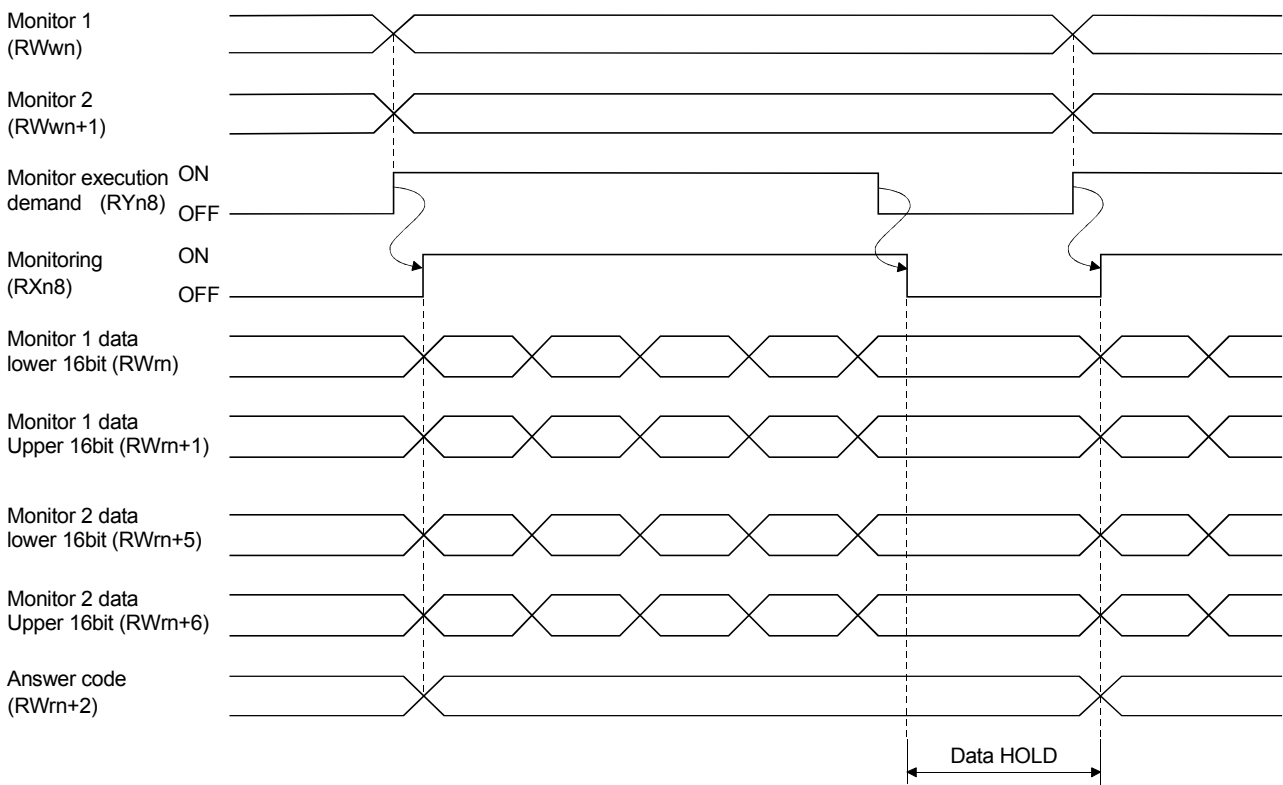 Monitor 1
(RWwn)
Monitor 2
(RWwn+1)
Monitor execution ON
demand (RYn8) OFF
Monitoring ON
(RXn8) OFF
Monitor 1 data
lower 16bit (RWrn)
Monitor 1 data
Upper 16bit (RWrn+1)
Monitor 2 data
lower 16bit (RWrn+5)
Monitor 2 data
Upper 16bit (RWrn+6)
Answer code
(RWrn+2)
Data HOLD